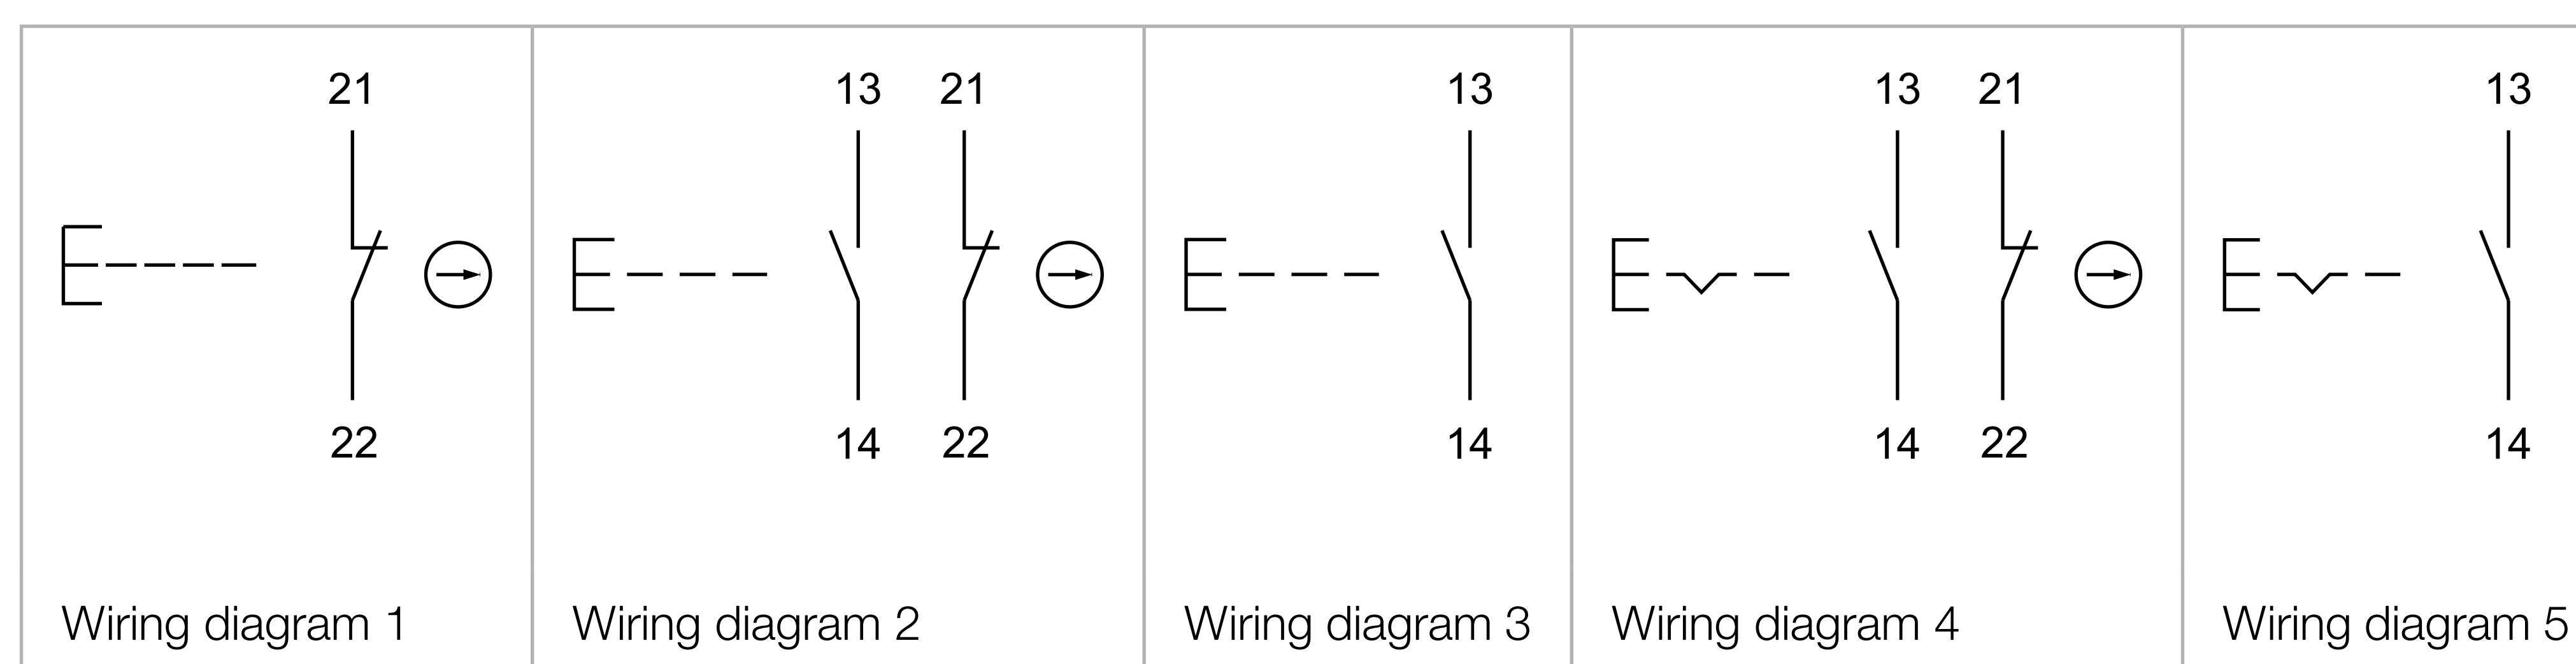 21
22
Wiring diagram 1
13 21
14 22
Wiring diagram 2
13
14
Wiring diagram 3
13 21
14 22
Wiring diagram 4
13
14
Wiring diagram 5